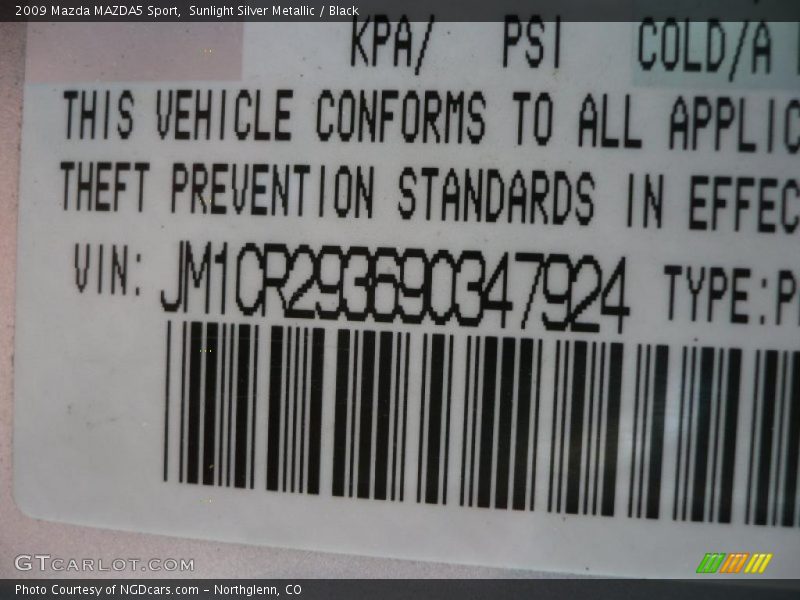 2009 Mazda MAZDA5 Sport,  Sunlight Silver Metallic / Black
KPA/ PSI COLD/A
THIS VEHICLE CONFORMS TO ALL APPLIC
THEFT PREVENTION STANDARDS IN EFFEC
VIN: JM1CR293690347924 TYPE:P
GTCARLOT.COM
Photo Courtesy of NGDcars.com – Northglenn, CO